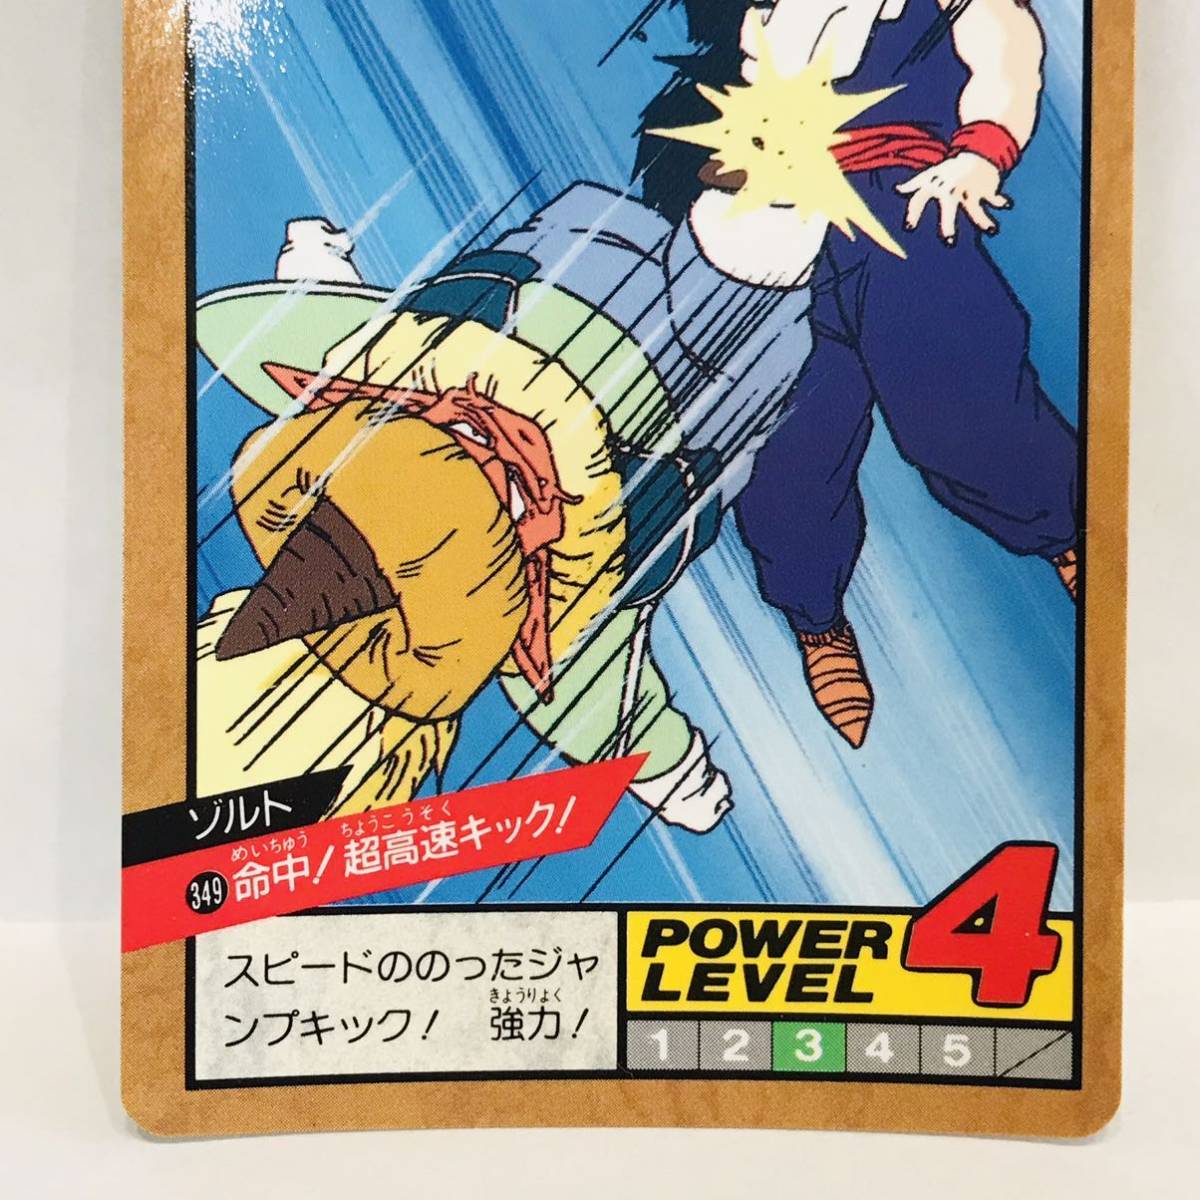 ゾルト
めいちゅう ちょうこうそく
349 命中! 超高速キック!
スピードののったジャ
きょうりょく
ンプキック! 強力!
POWER
LEVEL 4
1 2 3 4 5